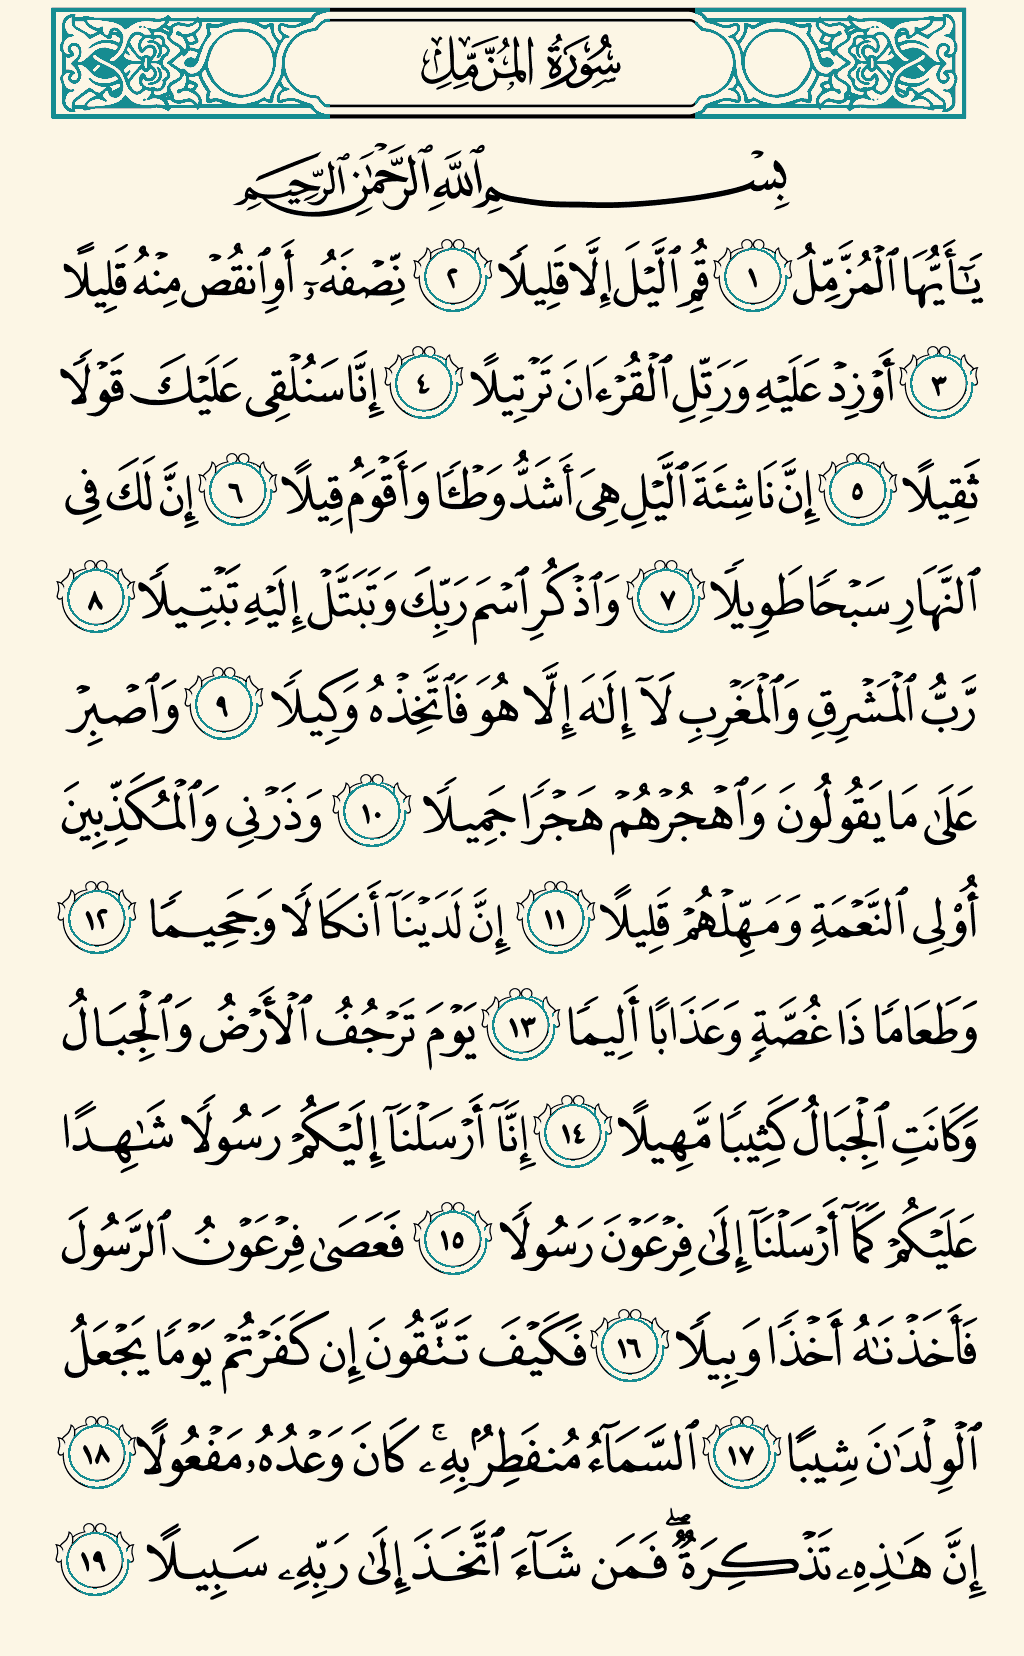 سُورَةُ المُزَّمِّلِ
بِسْمِ ٱللَّهِ ٱلرَّحْمَٰنِ ٱلرَّحِيمِ
يَٰٓأَيُّهَا ٱلْمُزَّمِّلُ ١ قُمِ ٱلَّيْلَ إِلَّا قَلِيلًا ٢ نِّصْفَهُۥٓ أَوِ ٱنقُصْ مِنْهُ قَلِيلًا
٣ أَوْ زِدْ عَلَيْهِ وَرَتِّلِ ٱلْقُرْءَانَ تَرْتِيلًا ٤ إِنَّا سَنُلْقِى عَلَيْكَ قَوْلًا
ثَقِيلًا ٥ إِنَّ نَاشِئَةَ ٱلَّيْلِ هِىَ أَشَدُّ وَطْـًٔا وَأَقْوَمُ قِيلًا ٦ إِنَّ لَكَ فِى
ٱلنَّهَارِ سَبْحًا طَوِيلًا ٧ وَٱذْكُرِ ٱسْمَ رَبِّكَ وَتَبَتَّلْ إِلَيْهِ تَبْتِيلًا ٨
رَّبُّ ٱلْمَشْرِقِ وَٱلْمَغْرِبِ لَآ إِلَٰهَ إِلَّا هُوَ فَٱتَّخِذْهُ وَكِيلًا ٩ وَٱصْبِرْ
عَلَىٰ مَا يَقُولُونَ وَٱهْجُرْهُمْ هَجْرًا جَمِيلًا ١٠ وَذَرْنِى وَٱلْمُكَذِّبِينَ
أُو۟لِى ٱلنَّعْمَةِ وَمَهِّلْهُمْ قَلِيلًا ١١ إِنَّ لَدَيْنَآ أَنكَالًا وَجَحِيمًا ١٢
وَطَعَامًا ذَا غُصَّةٍ وَعَذَابًا أَلِيمًا ١٣ يَوْمَ تَرْجُفُ ٱلْأَرْضُ وَٱلْجِبَالُ
وَكَانَتِ ٱلْجِبَالُ كَثِيبًا مَّهِيلًا ١٤ إِنَّآ أَرْسَلْنَآ إِلَيْكُمْ رَسُولًا شَٰهِدًا
عَلَيْكُمْ كَمَآ أَرْسَلْنَآ إِلَىٰ فِرْعَوْنَ رَسُولًا ١٥ فَعَصَىٰ فِرْعَوْنُ ٱلرَّسُولَ
فَأَخَذْنَٰهُ أَخْذًا وَبِيلًا ١٦ فَكَيْفَ تَتَّقُونَ إِن كَفَرْتُمْ يَوْمًا يَجْعَلُ
ٱلْوِلْدَٰنَ شِيبًا ١٧ ٱلسَّمَآءُ مُنفَطِرٌۢ بِهِۦ ۚ كَانَ وَعْدُهُۥ مَفْعُولًا ١٨
إِنَّ هَٰذِهِۦ تَذْكِرَةٌ ۖ فَمَن شَآءَ ٱتَّخَذَ إِلَىٰ رَبِّهِۦ سَبِيلًا ١٩